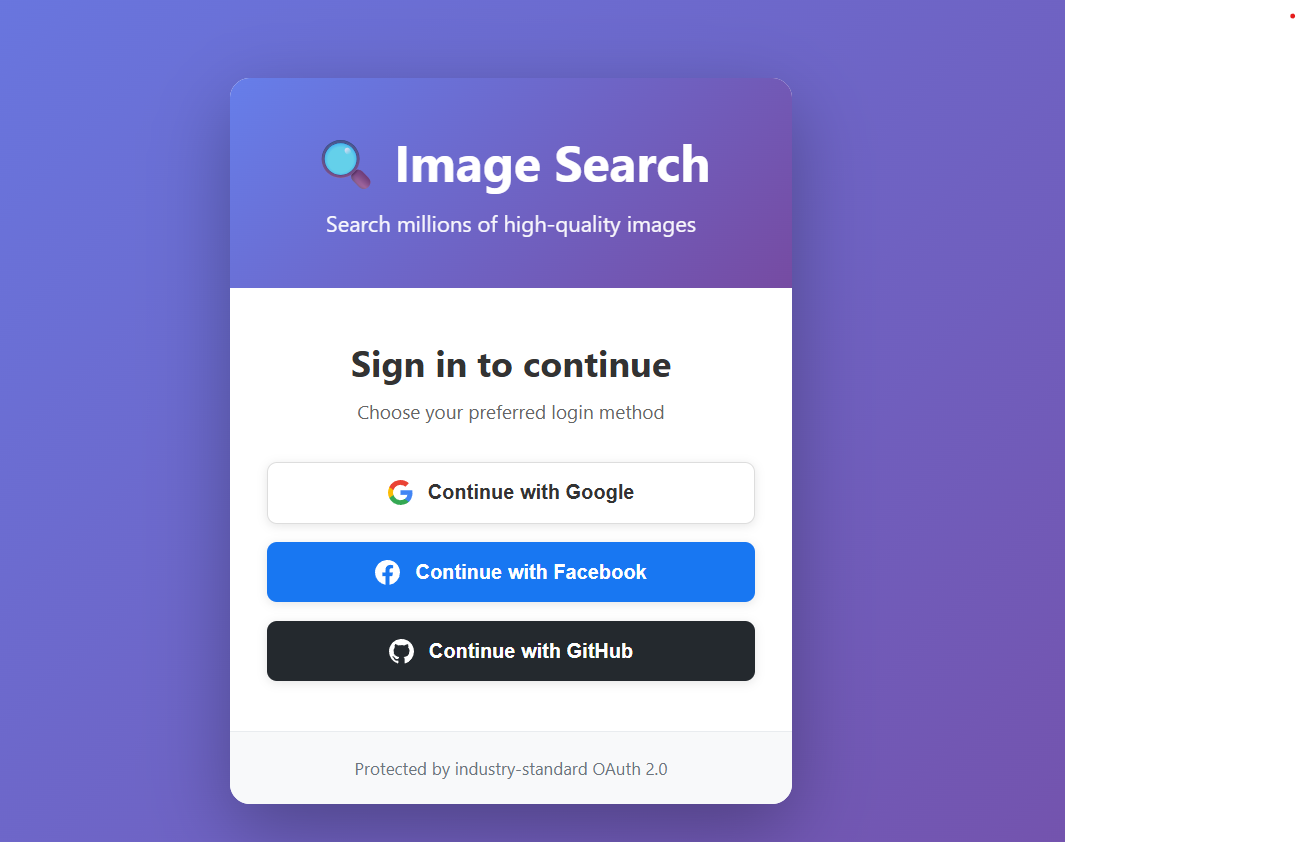 Image Search
Search millions of high-quality images
Sign in to continue
Choose your preferred login method
Continue with Google
Continue with Facebook
Continue with GitHub
Protected by industry-standard OAuth 2.0